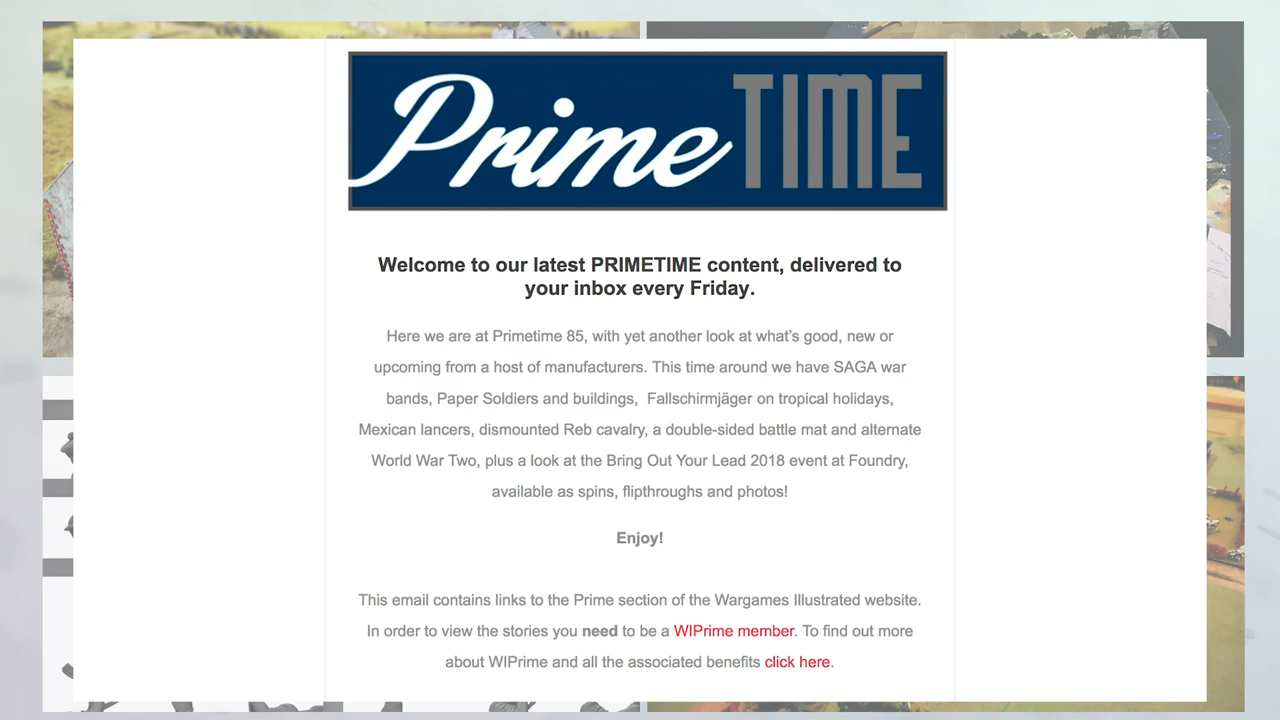 Prime TIME
Welcome to our latest PRIMETIME content, delivered to
your inbox every Friday.
Here we are at Primetime 85, with yet another look at what's good, new or
upcoming from a host of manufacturers. This time around we have SAGA war
bands, Paper Soldiers and buildings,  Fallschirmjäger on tropical holidays,
Mexican lancers, dismounted Reb cavalry, a double-sided battle mat and alternate
World War Two, plus a look at the Bring Out Your Lead 2018 event at Foundry,
available as spins, flipthroughs and photos!
Enjoy!
This email contains links to the Prime section of the Wargames Illustrated website.
In order to view the stories you need to be a WIPrime member. To find out more
about WIPrime and all the associated benefits click here.